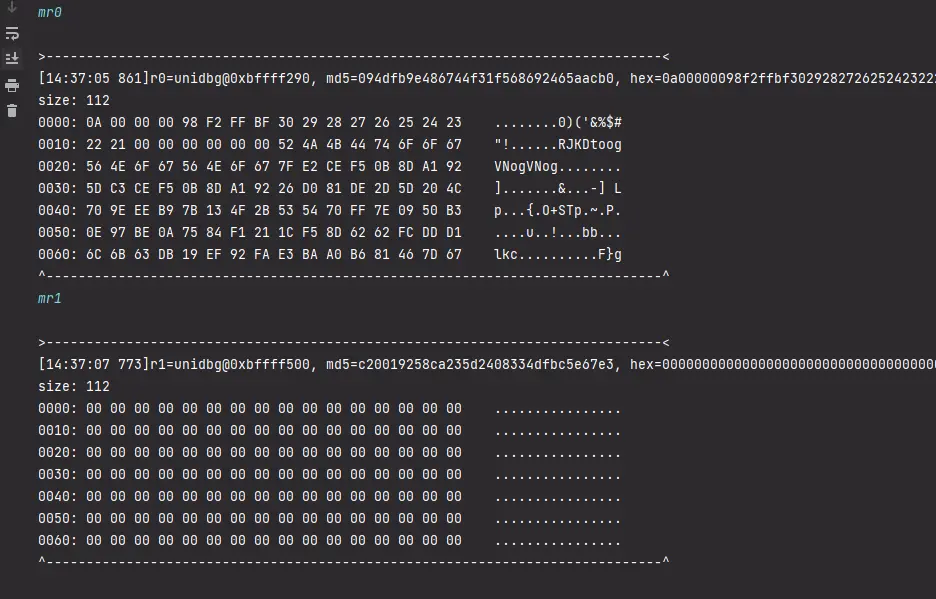 mr0
>-----------------------------------------------------------------------------<
[14:37:05 861]r0=unidbg@0xbffff290, md5=094dfb9e486744f31f568692465aacb0, hex=0a00000098f2ffbf3029282726252423222
size: 112
0000: 0A 00 00 00 98 F2 FF BF 30 29 28 27 26 25 24 23    ........0)('&%$#
0010: 22 21 00 00 00 00 00 00 52 4A 4B 44 74 6F 6F 67    "!......RJKDtoog
0020: 56 4E 6F 67 56 4E 6F 67 7F E2 CE F5 0B 8D A1 92    VNogVNog........
0030: 5D C3 CE F5 0B 8D A1 92 26 D0 81 DE 2D 5D 20 4C    ].......&...-] L
0040: 70 9E EE B9 7B 13 4F 2B 53 54 70 FF 7E 09 50 B3    p...{.O+STp.~.P.
0050: 0E 97 BE 0A 75 84 F1 21 1C F5 8D 62 62 FC DD D1    ....u..!...bb...
0060: 6C 6B 63 DB 19 EF 92 FA E3 BA A0 B6 81 46 7D 67    lkc..........F}g
^-----------------------------------------------------------------------------^
mr1
>-----------------------------------------------------------------------------<
[14:37:07 773]r1=unidbg@0xbffff500, md5=c20019258ca235d2408334dfbc5e67e3, hex=0000000000000000000000000000000000
size: 112
0000: 00 00 00 00 00 00 00 00 00 00 00 00 00 00 00 00    ................
0010: 00 00 00 00 00 00 00 00 00 00 00 00 00 00 00 00    ................
0020: 00 00 00 00 00 00 00 00 00 00 00 00 00 00 00 00    ................
0030: 00 00 00 00 00 00 00 00 00 00 00 00 00 00 00 00    ................
0040: 00 00 00 00 00 00 00 00 00 00 00 00 00 00 00 00    ................
0050: 00 00 00 00 00 00 00 00 00 00 00 00 00 00 00 00    ................
0060: 00 00 00 00 00 00 00 00 00 00 00 00 00 00 00 00    ................
^-----------------------------------------------------------------------------^